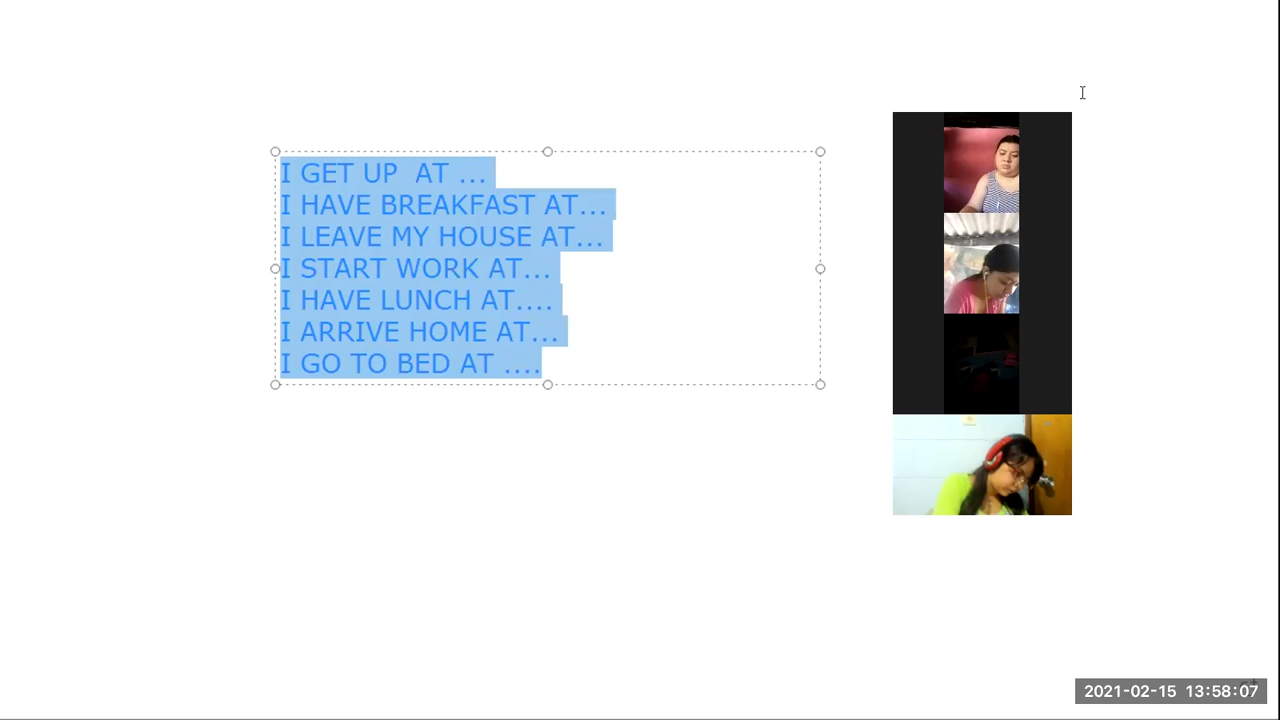 I GET UP  AT ...
I HAVE BREAKFAST AT...
I LEAVE MY HOUSE AT...
I START WORK AT...
I HAVE LUNCH AT....
I ARRIVE HOME AT...
I GO TO BED AT ....
2021-02-15  13:58:07